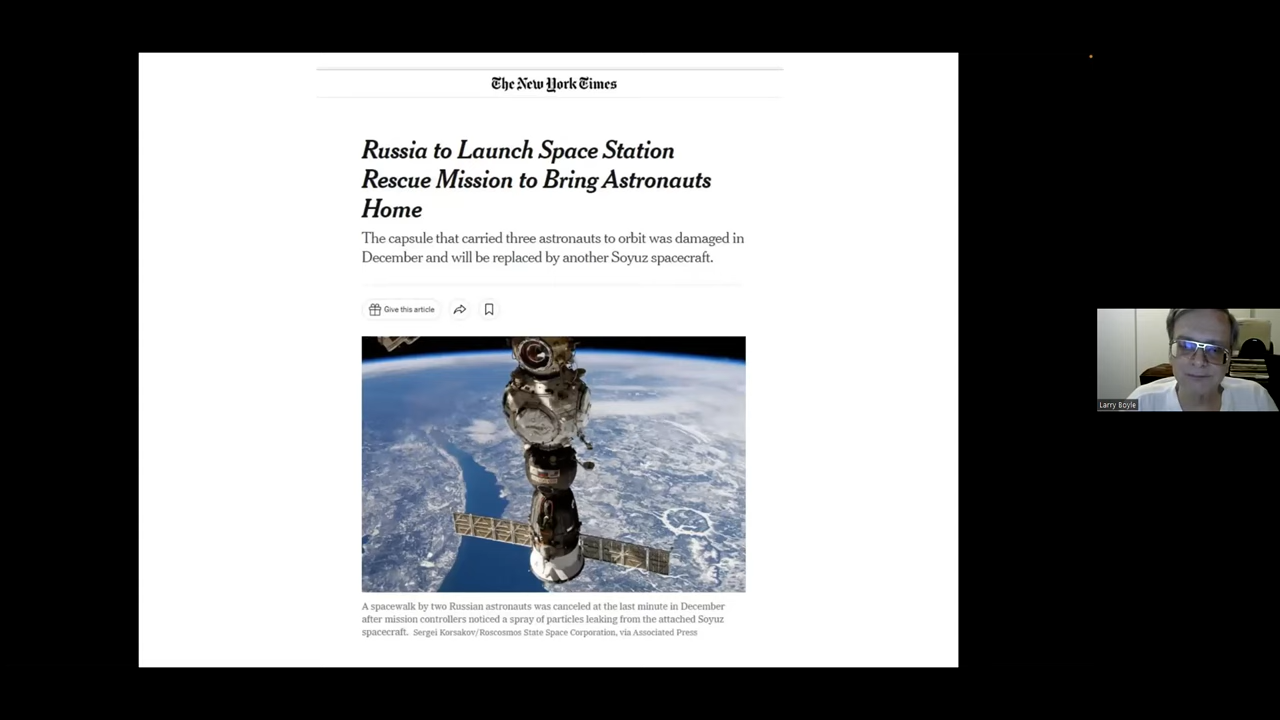 The New York Times
Russia to Launch Space Station
Rescue Mission to Bring Astronauts
Home
The capsule that carried three astronauts to orbit was damaged in
December and will be replaced by another Soyuz spacecraft.
Give this article
A spacewalk by two Russian astronauts was canceled at the last minute in December
after mission controllers noticed a spray of particles leaking from the attached Soyuz
spacecraft. Sergei Korsakov/Roscosmos State Space Corporation, via Associated Press
Larry Boyle